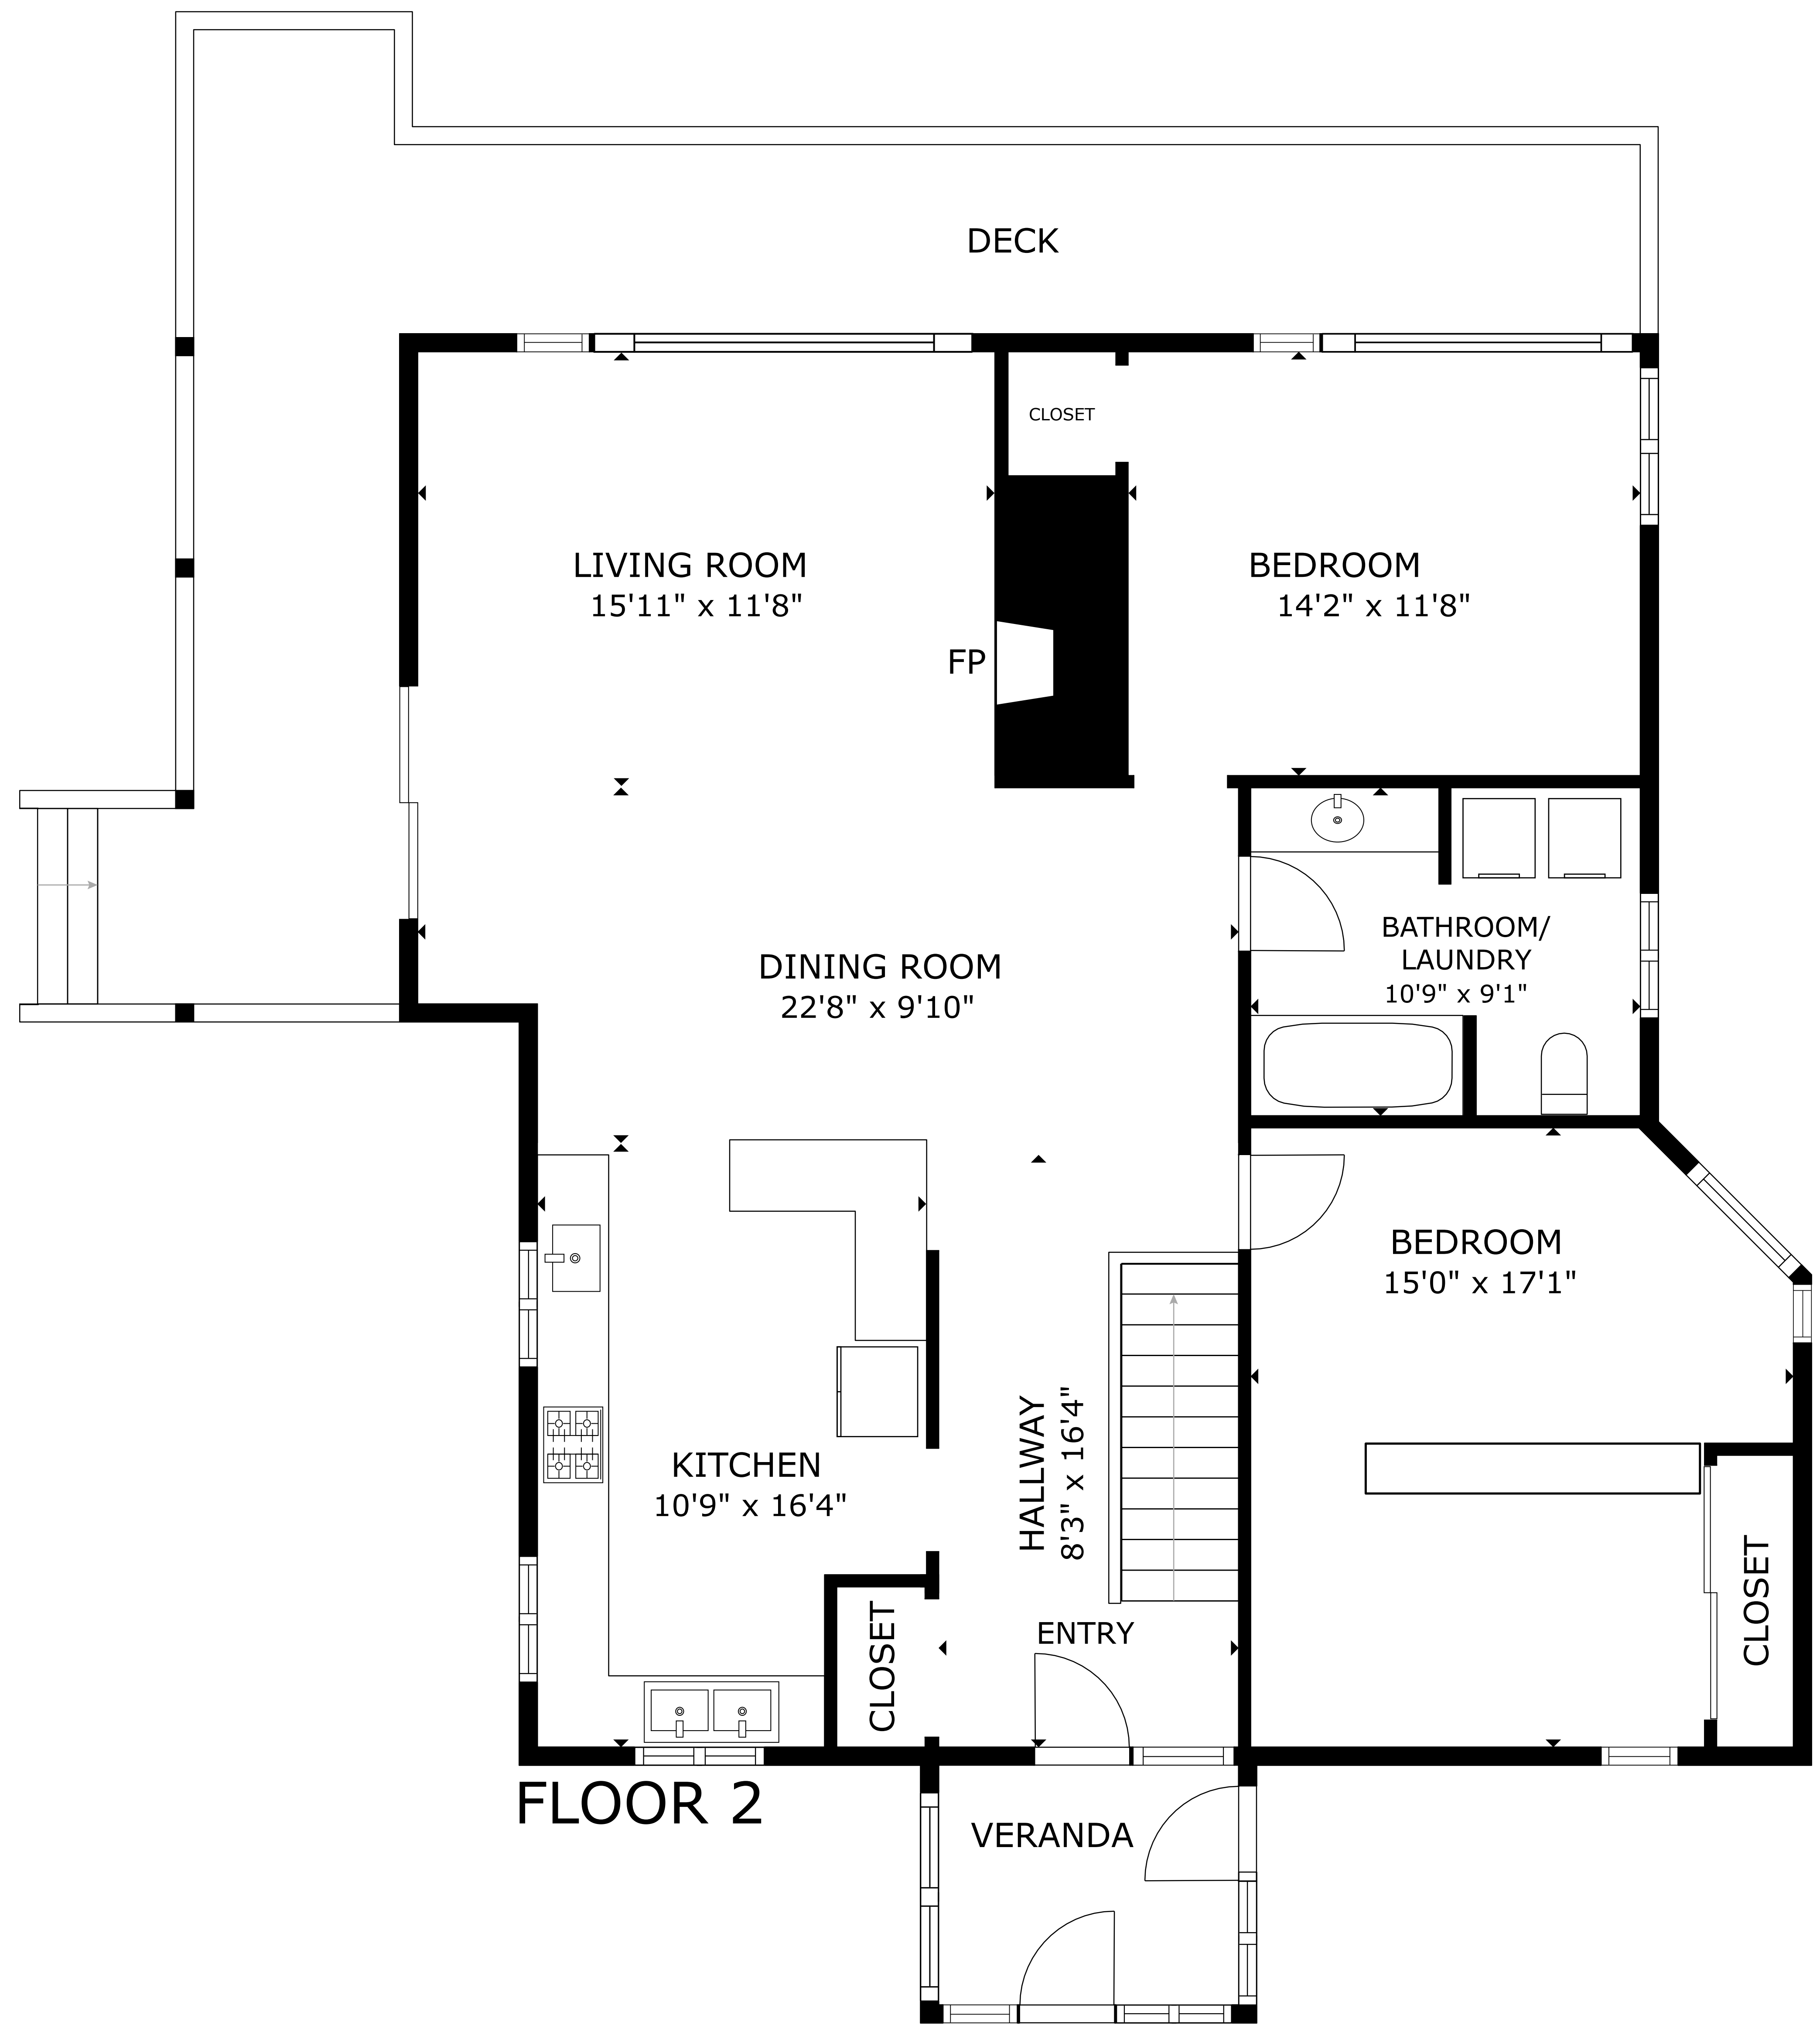 DECK
CLOSET
LIVING ROOM
15'11" x 11'8"
BEDROOM
14'2" x 11'8"
FP
DINING ROOM
22'8" x 9'10"
BATHROOM/
LAUNDRY
10'9" x 9'1"
BEDROOM
15'0" x 17'1"
KITCHEN
10'9" x 16'4"
HALLWAY
8'3" x 16'4"
CLOSET
ENTRY
CLOSET
FLOOR 2
VERANDA